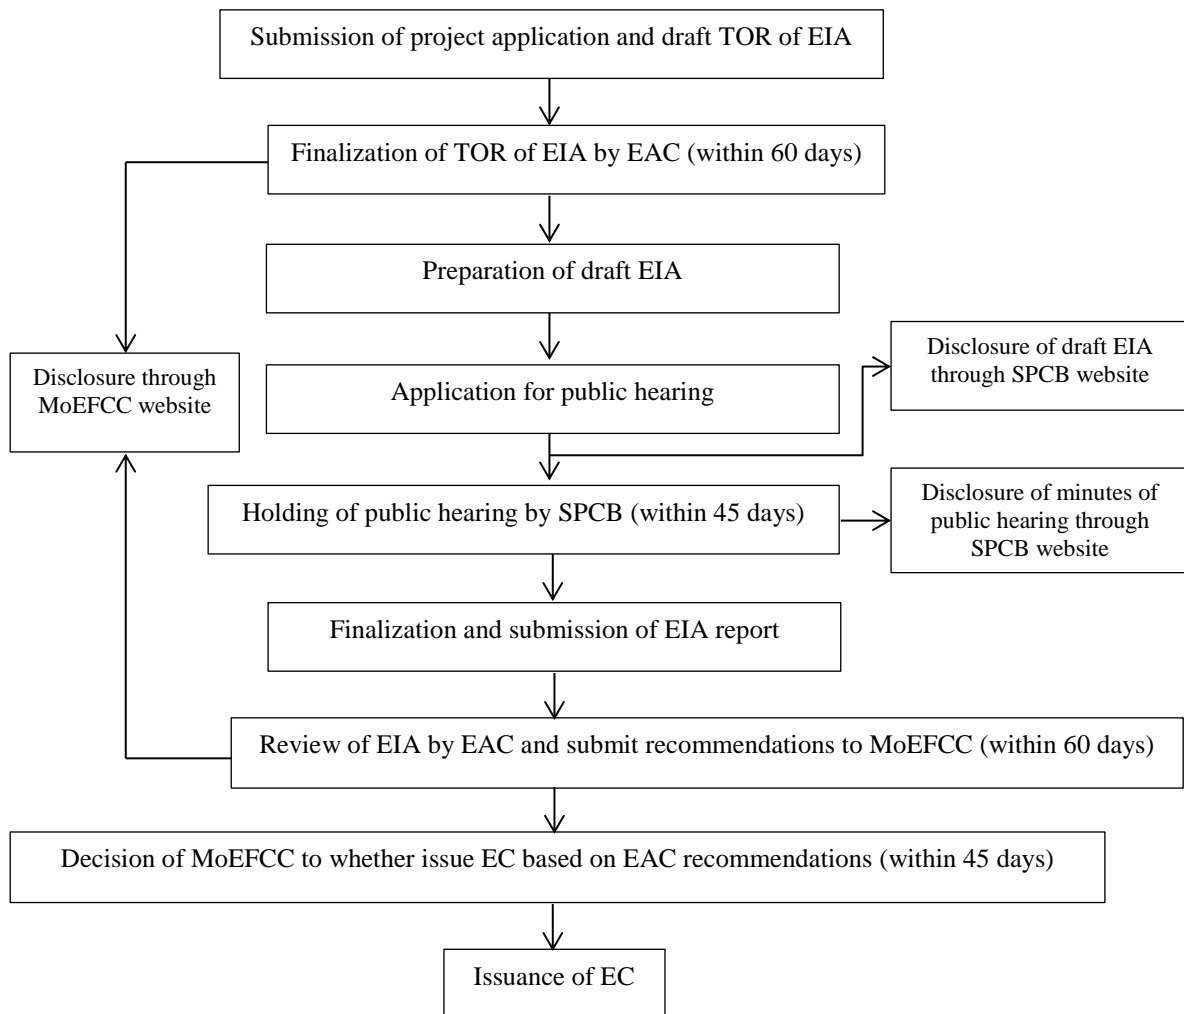 Submission of project application and draft TOR of EIA
Finalization of TOR of EIA by EAC (within 60 days)
Preparation of draft EIA
Disclosure of draft EIA
through SPCB website
Disclosure through
MoEFCC website
Application for public hearing
Holding of public hearing by SPCB (within 45 days)
Disclosure of minutes of
public hearing through
SPCB website
Finalization and submission of EIA report
Review of EIA by EAC and submit recommendations to MoEFCC (within 60 days)
Decision of MoEFCC to whether issue EC based on EAC recommendations (within 45 days)
Issuance of EC